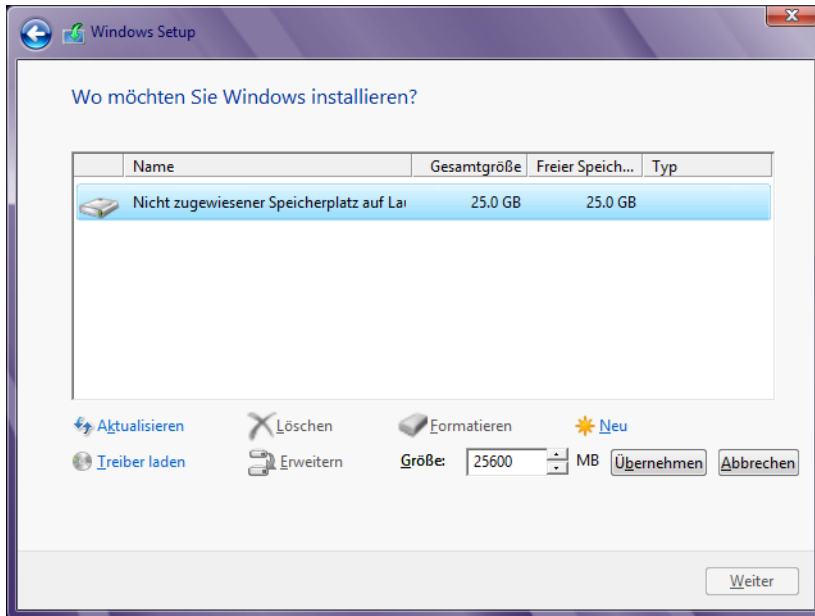 Windows Setup
Wo möchten Sie Windows installieren?
Name Gesamtgröße Freier Speich... Typ
Nicht zugewiesener Speicherplatz auf 25.0 GB 25.0 GB
Aktualisieren Löschen Formatieren Neu
Treiber laden Erweitern Größe: 25600 MB Übernehmen Abbrechen
Weiter